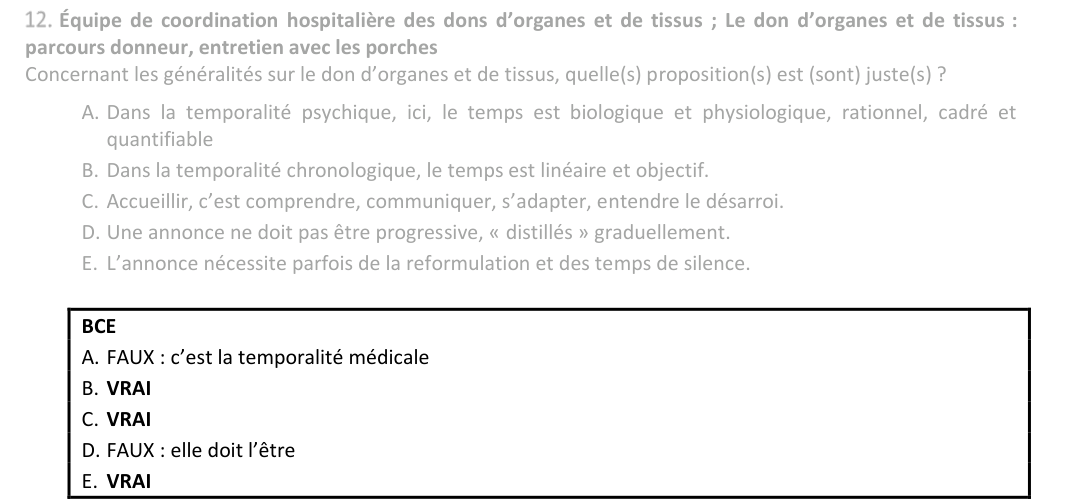 12. Équipe de coordination hospitalière des dons d’organes et de tissus ; Le don d’organes et de tissus :
parcours donneur, entretien avec les porches
Concernant les généralités sur le don d’organes et de tissus, quelle(s) proposition(s) est (sont) juste(s) ?
A. Dans la temporalité psychique, ici, le temps est biologique et physiologique, rationnel, cadré et
quantifiable
B. Dans la temporalité chronologique, le temps est linéaire et objectif.
C. Accueillir, c’est comprendre, communiquer, s’adapter, entendre le désarroi.
D. Une annonce ne doit pas être progressive, « distillés » graduellement.
E. L’annonce nécessite parfois de la reformulation et des temps de silence.
BCE
A. FAUX : c’est la temporalité médicale
B. VRAI
C. VRAI
D. FAUX : elle doit l’être
E. VRAI